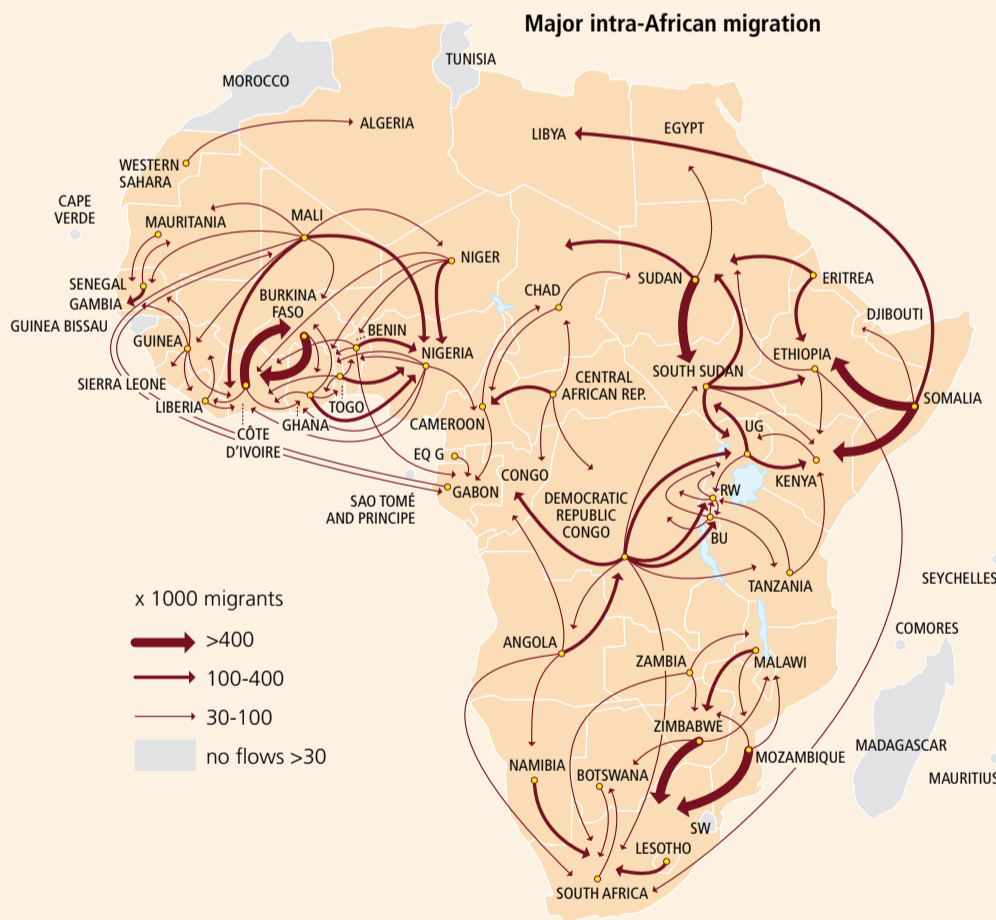 Major intra-African migration
TUNISIA
MOROCCO
ALGERIA
LIBYA
EGYPT
WESTERN
SAHARA
CAPE
VERDE
MAURITANIA
MALI
NIGER
SENEGAL
GAMBIA
GUINEA BISSAU
BURKINA
FASO
CHAD
SUDAN
ERITREA
DJIBOUTI
GUINEA
BENIN
NIGERIA
ETHIOPIA
SOUTH SUDAN
SIERRA LEONE
LIBERIA
TOGO
GHANA
CENTRAL
AFRICAN REP.
SOMALIA
CÔTE
D'IVOIRE
CAMEROON
UG
EQ G
CONGO
KENYA
GABON
RW
SAO TOMÉ
AND PRINCIPE
DEMOCRATIC
REPUBLIC
CONGO
BU
TANZANIA
SEYCHELLES
x 1000 migrants
>400
100-400
30-100
no flows >30
COMORES
ANGOLA
ZAMBIA
MALAWI
ZIMBABWE
MOZAMBIQUE
MADAGASCAR
MAURITIUS
NAMIBIA
BOTSWANA
SW
LESOTHO
SOUTH AFRICA